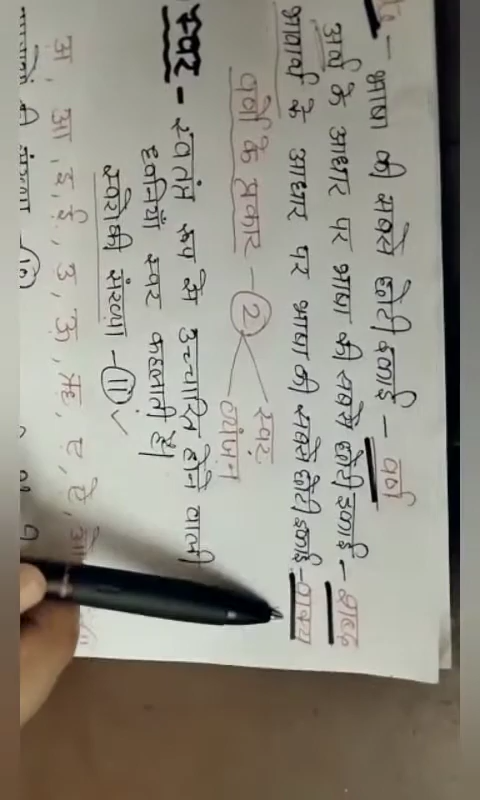 – भाषा की सबसे छोटी इकाई – वर्ण
अर्थ के आधार पर भाषा की सबसे छोटी इकाई – शब्द
भावार्थ के आधार पर भाषा की सबसे छोटी इकाई – वाक्य
वर्णो के प्रकार – 2
स्वर
व्यंजन
स्वर – स्वतंत्र रूप से उच्चारित होने वाली
ध्वनियाँ स्वर कहलाती हैं।
स्वरो की संख्या – 11
अ, आ, इ, ई, उ, ऊ, ऋ, ए, ऐ, ओ
की संख्या